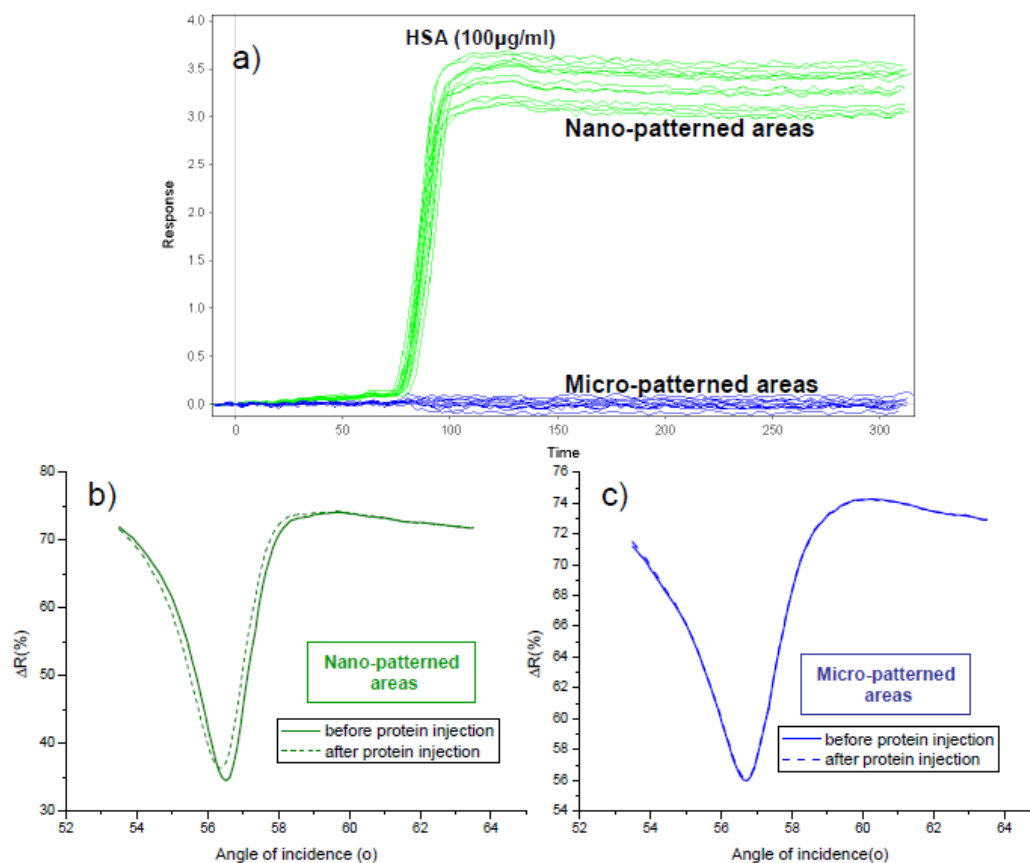 a)
HSA (100µg/ml)
Nano-patterned areas
Micro-patterned areas
Response
4.0
3.5
3.0
2.5
2.0
1.5
1.0
0.5
0.0
0 50 100 150 200 250 300
Time
b)
ΔR(%)
80
70
60
50
40
30
Nano-patterned
areas
before protein injection
after protein injection
52 54 56 58 60 62 64
Angle of incidence (o)
c)
ΔR(%)
76
74
72
70
68
66
64
62
60
58
56
54
Micro-patterned
areas
before protein injection
after protein injection
52 54 56 58 60 62 64
Angle of incidence(o)